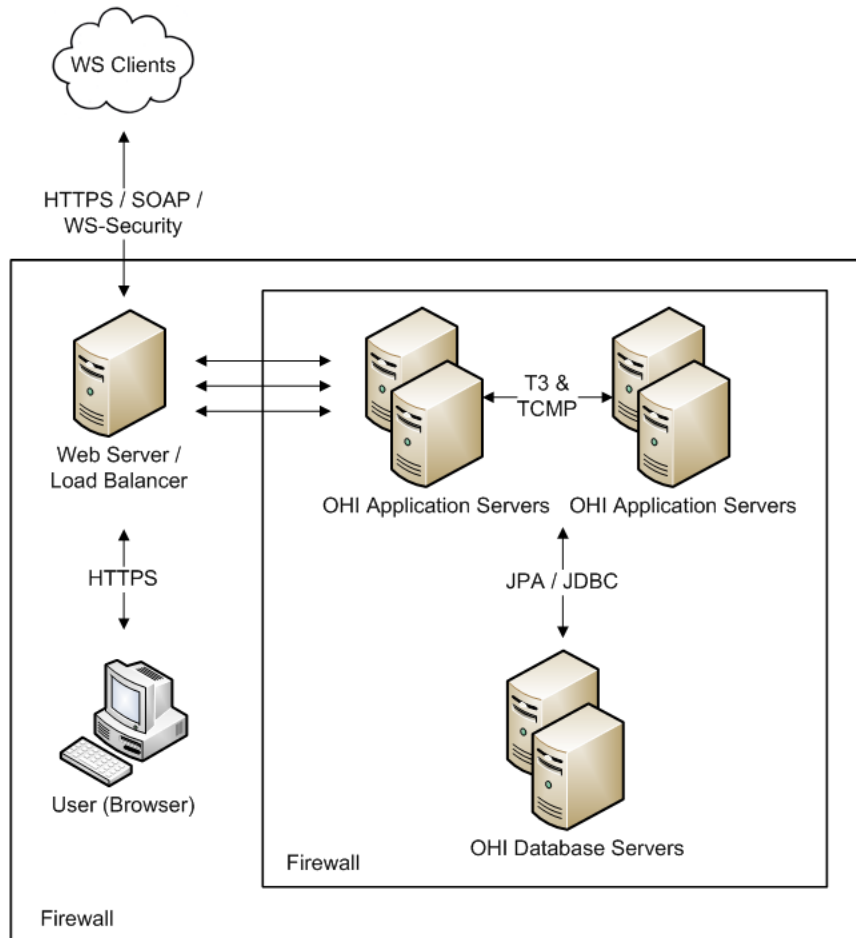 WS Clients
HTTPS / SOAP /
WS-Security
Web Server /
Load Balancer
T3 &
TCMP
OHI Application Servers
OHI Application Servers
HTTPS
JPA / JDBC
User (Browser)
OHI Database Servers
Firewall
Firewall